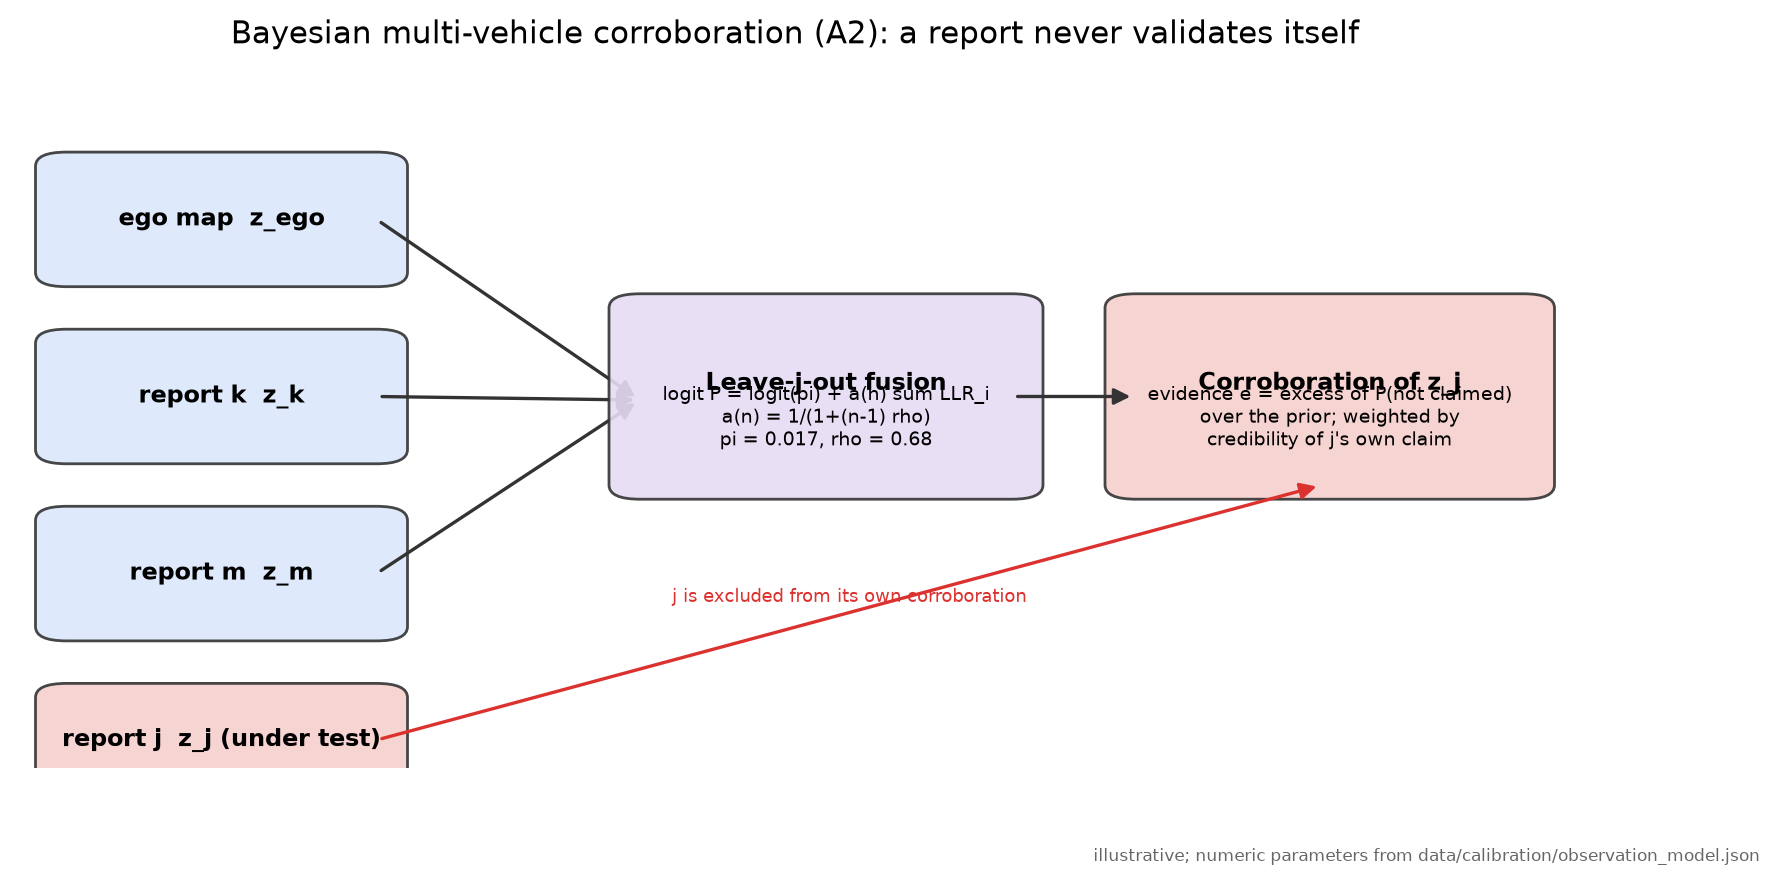 Bayesian multi-vehicle corroboration (A2): a report never validates itself
ego map  z_ego
report k  z_k
report m  z_m
report j  z_j (under test)
Leave-j-out fusion
logit P = logit(pi) + a(n) sum LLR_i
a(n) = 1/(1+(n-1) rho)
pi = 0.017, rho = 0.68
Corroboration of z_j
evidence e = excess of P(not claimed)
over the prior; weighted by
credibility of j's own claim
j is excluded from its own corroboration
illustrative; numeric parameters from data/calibration/observation_model.json